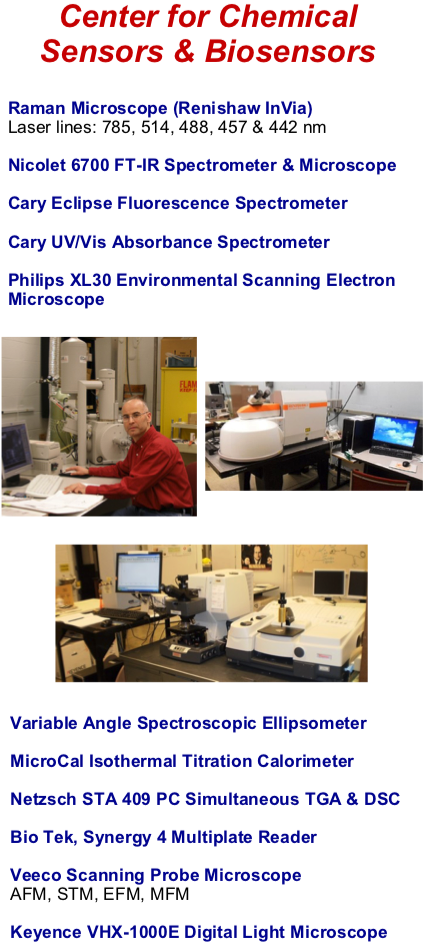 Center for Chemical
Sensors & Biosensors
Raman Microscope (Renishaw InVia)
Laser lines: 785, 514, 488, 457 & 442 nm
Nicolet 6700 FT-IR Spectrometer & Microscope
Cary Eclipse Fluorescence Spectrometer
Cary UV/Vis Absorbance Spectrometer
Philips XL30 Environmental Scanning Electron
Microscope
FLAM
Variable Angle Spectroscopic Ellipsometer
MicroCal Isothermal Titration Calorimeter
Netzsch STA 409 PC Simultaneous TGA & DSC
Bio Tek, Synergy 4 Multiplate Reader
Veeco Scanning Probe Microscope
AFM, STM, EFM, MFM
Keyence VHX-1000E Digital Light Microscope